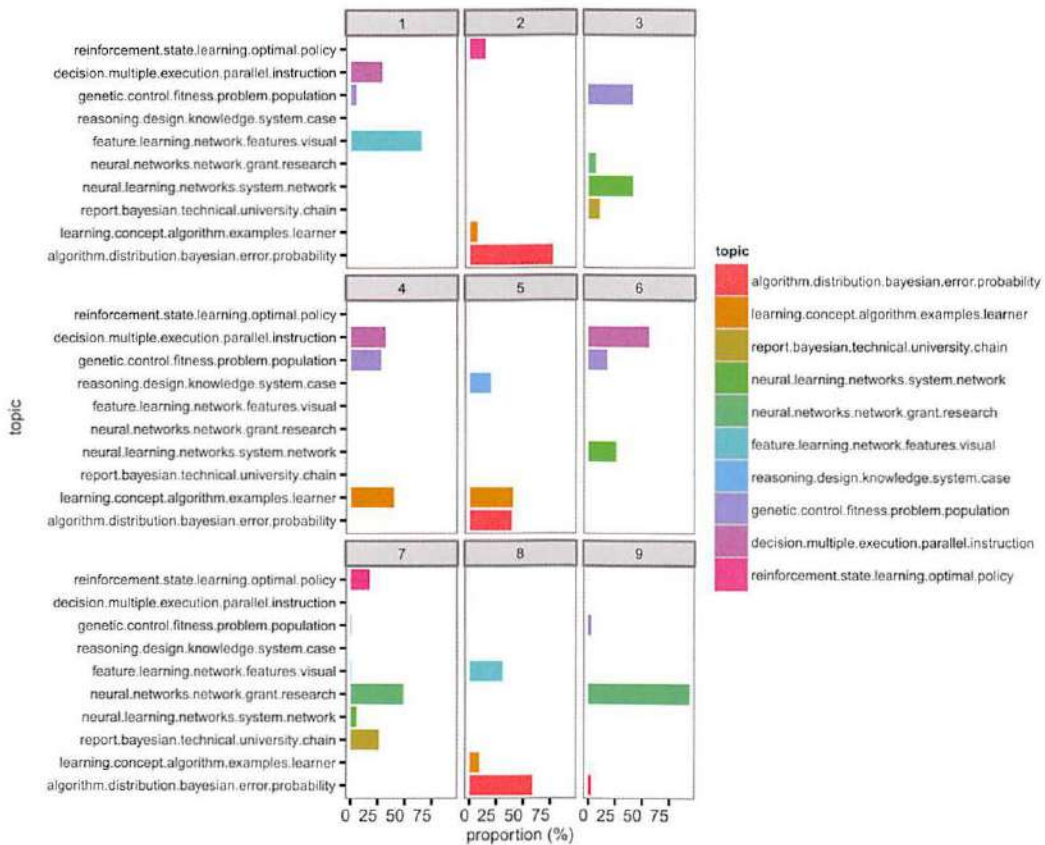 1 2 3
reinforcement.state.learning.optimal.policy
decision.multiple.execution.parallel.instruction
genetic.control.fitness.problem.population
reasoning.design.knowledge.system.case
feature.learning.network.features.visual
neural.networks.network.grant.research
neural.learning.networks.system.network
report.bayesian.technical.university.chain
learning.concept.algorithm.examples.learner
algorithm.distribution.bayesian.error.probability
4 5 6
reinforcement.state.learning.optimal.policy
decision.multiple.execution.parallel.instruction
genetic.control.fitness.problem.population
reasoning.design.knowledge.system.case
feature.learning.network.features.visual
neural.networks.network.grant.research
neural.learning.networks.system.network
report.bayesian.technical.university.chain
learning.concept.algorithm.examples.learner
algorithm.distribution.bayesian.error.probability
7 8 9
reinforcement.state.learning.optimal.policy
decision.multiple.execution.parallel.instruction
genetic.control.fitness.problem.population
reasoning.design.knowledge.system.case
feature.learning.network.features.visual
neural.networks.network.grant.research
neural.learning.networks.system.network
report.bayesian.technical.university.chain
learning.concept.algorithm.examples.learner
algorithm.distribution.bayesian.error.probability
0 25 50 75 0 25 50 75 0 25 50 75
proportion (%)
topic
topic
algorithm.distribution.bayesian.error.probability
learning.concept.algorithm.examples.learner
report.bayesian.technical.university.chain
neural.learning.networks.system.network
neural.networks.network.grant.research
feature.learning.network.features.visual
reasoning.design.knowledge.system.case
genetic.control.fitness.problem.population
decision.multiple.execution.parallel.instruction
reinforcement.state.learning.optimal.policy